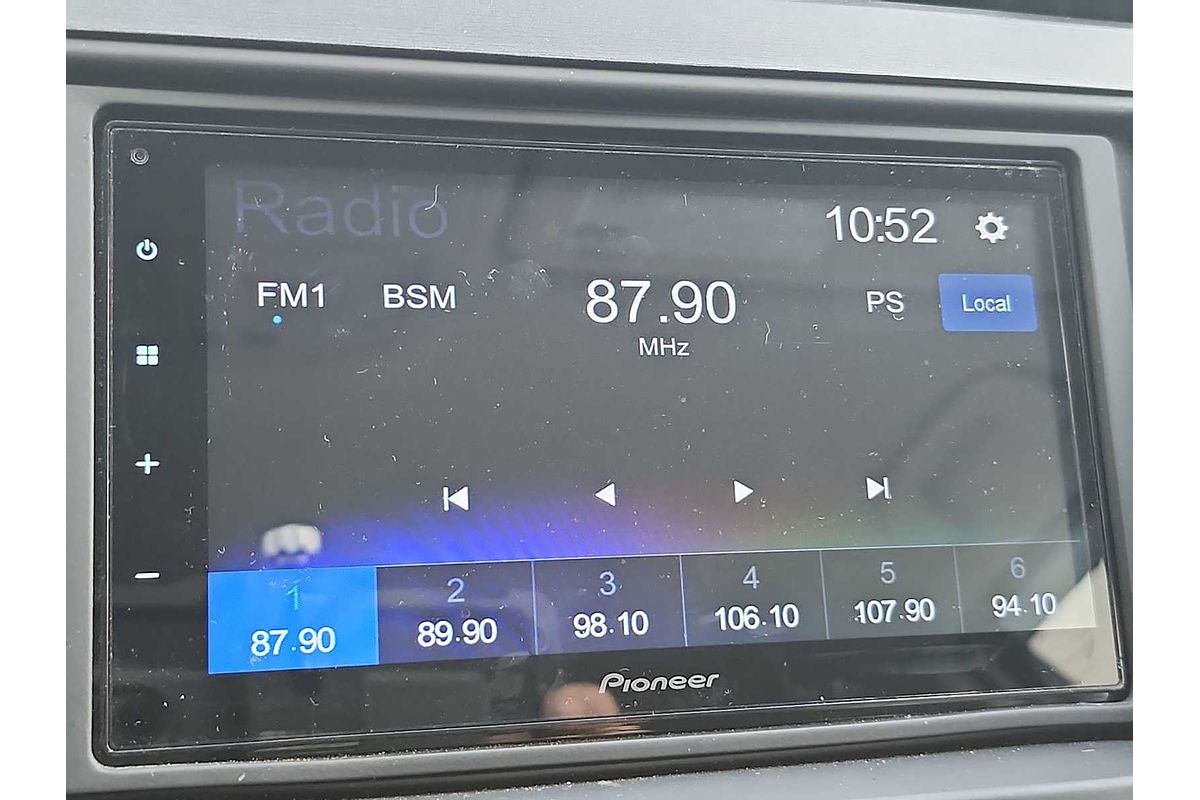 Radio
10:52
FM1 BSM 87.90 PS Local
MHz
1 2 3 4 5 6
87.90 89.90 98.10 106.10 107.90 94.10
Pioneer